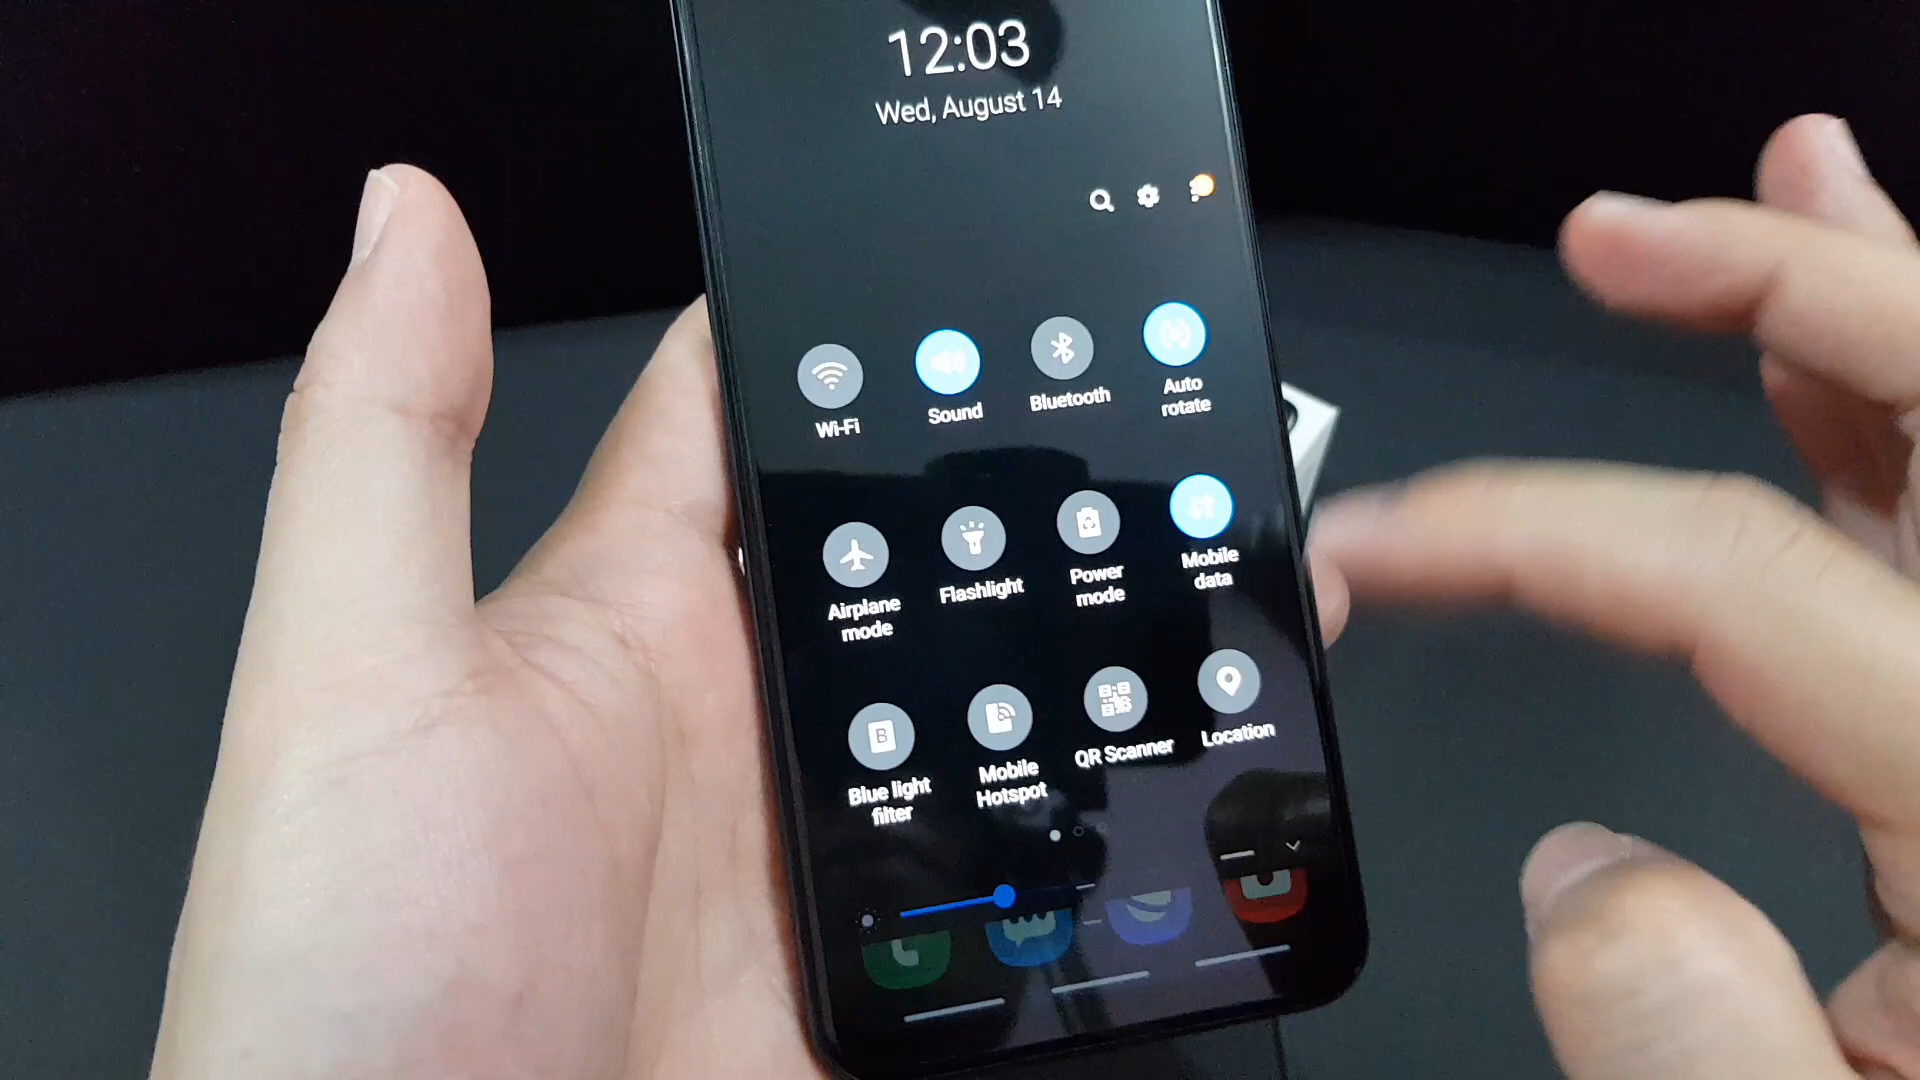 12:03
Wed, August 14
Wi-Fi
Sound
Bluetooth
Auto
rotate
Airplane
mode
Flashlight
Power
mode
Mobile
data
B
Blue light
filter
Mobile
Hotspot
QR Scanner
Location